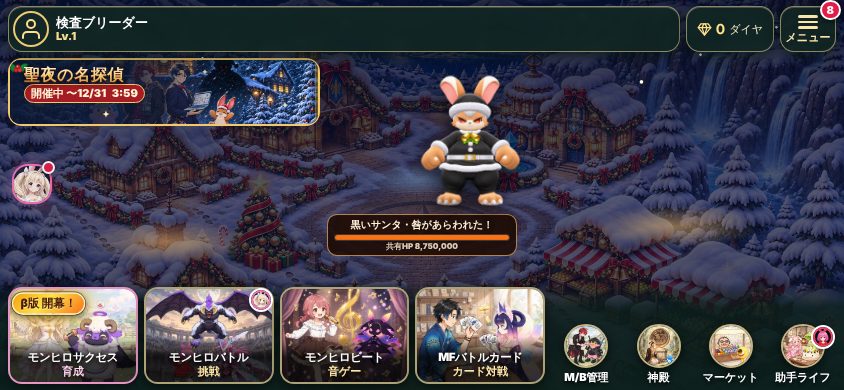 検査ブリーダー
Lv.1
0 ダイヤ
8
メニュー
聖夜の名探偵
開催中 〜12/31 3:59
黒いサンタ・咎があらわれた！
共有HP 8,750,000
β版 開幕！
モンヒロサクセス
育成
モンヒロバトル
挑戦
モンヒロビート
音ゲー
MFバトルカード
カード対戦
M/B管理
神殿
マーケット
助手ライフ